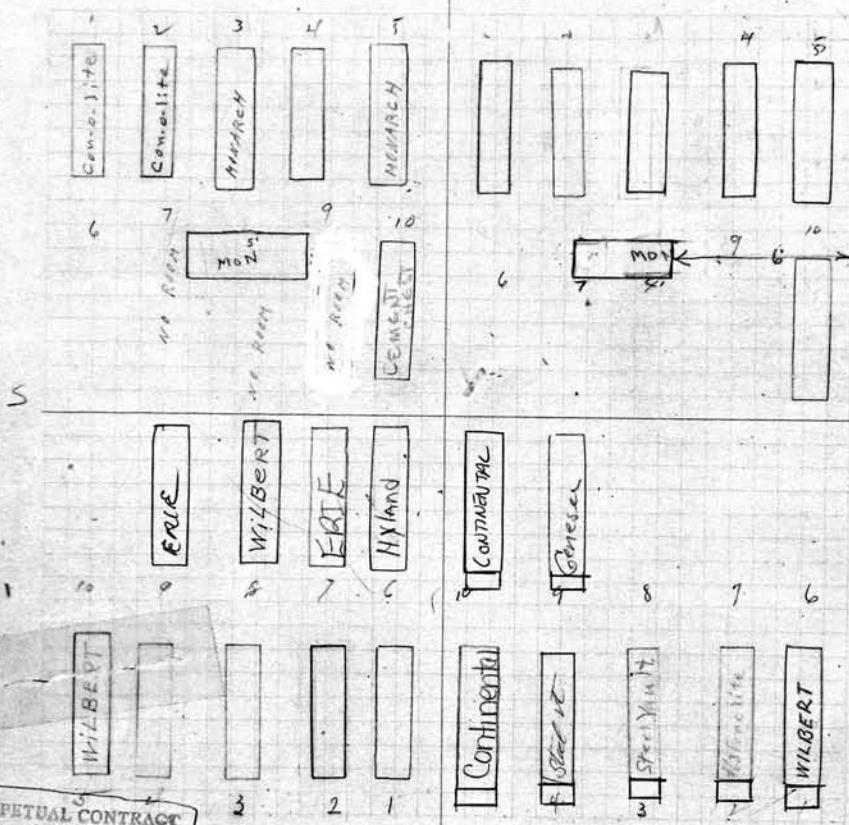 1 2 3 4 5
Con-o-lite
Con-o-lite
MONARCH
MONARCH
1 2 3 4 5
6 7 9 10
NO ROOM
MON 5'
NO ROOM
NO ROOM
CEMENT
6 7 4' 9 6 10
MON
S
ERIE
WILBERT
ERIE
HYLAND
CONTINENTAL
Genesee
10 9 8 7 6
10 9 8 7 6
WILBERT
Continental
Steel Vault
WILBERT
5 4 3 2 1
3
PETUAL CONTRACT